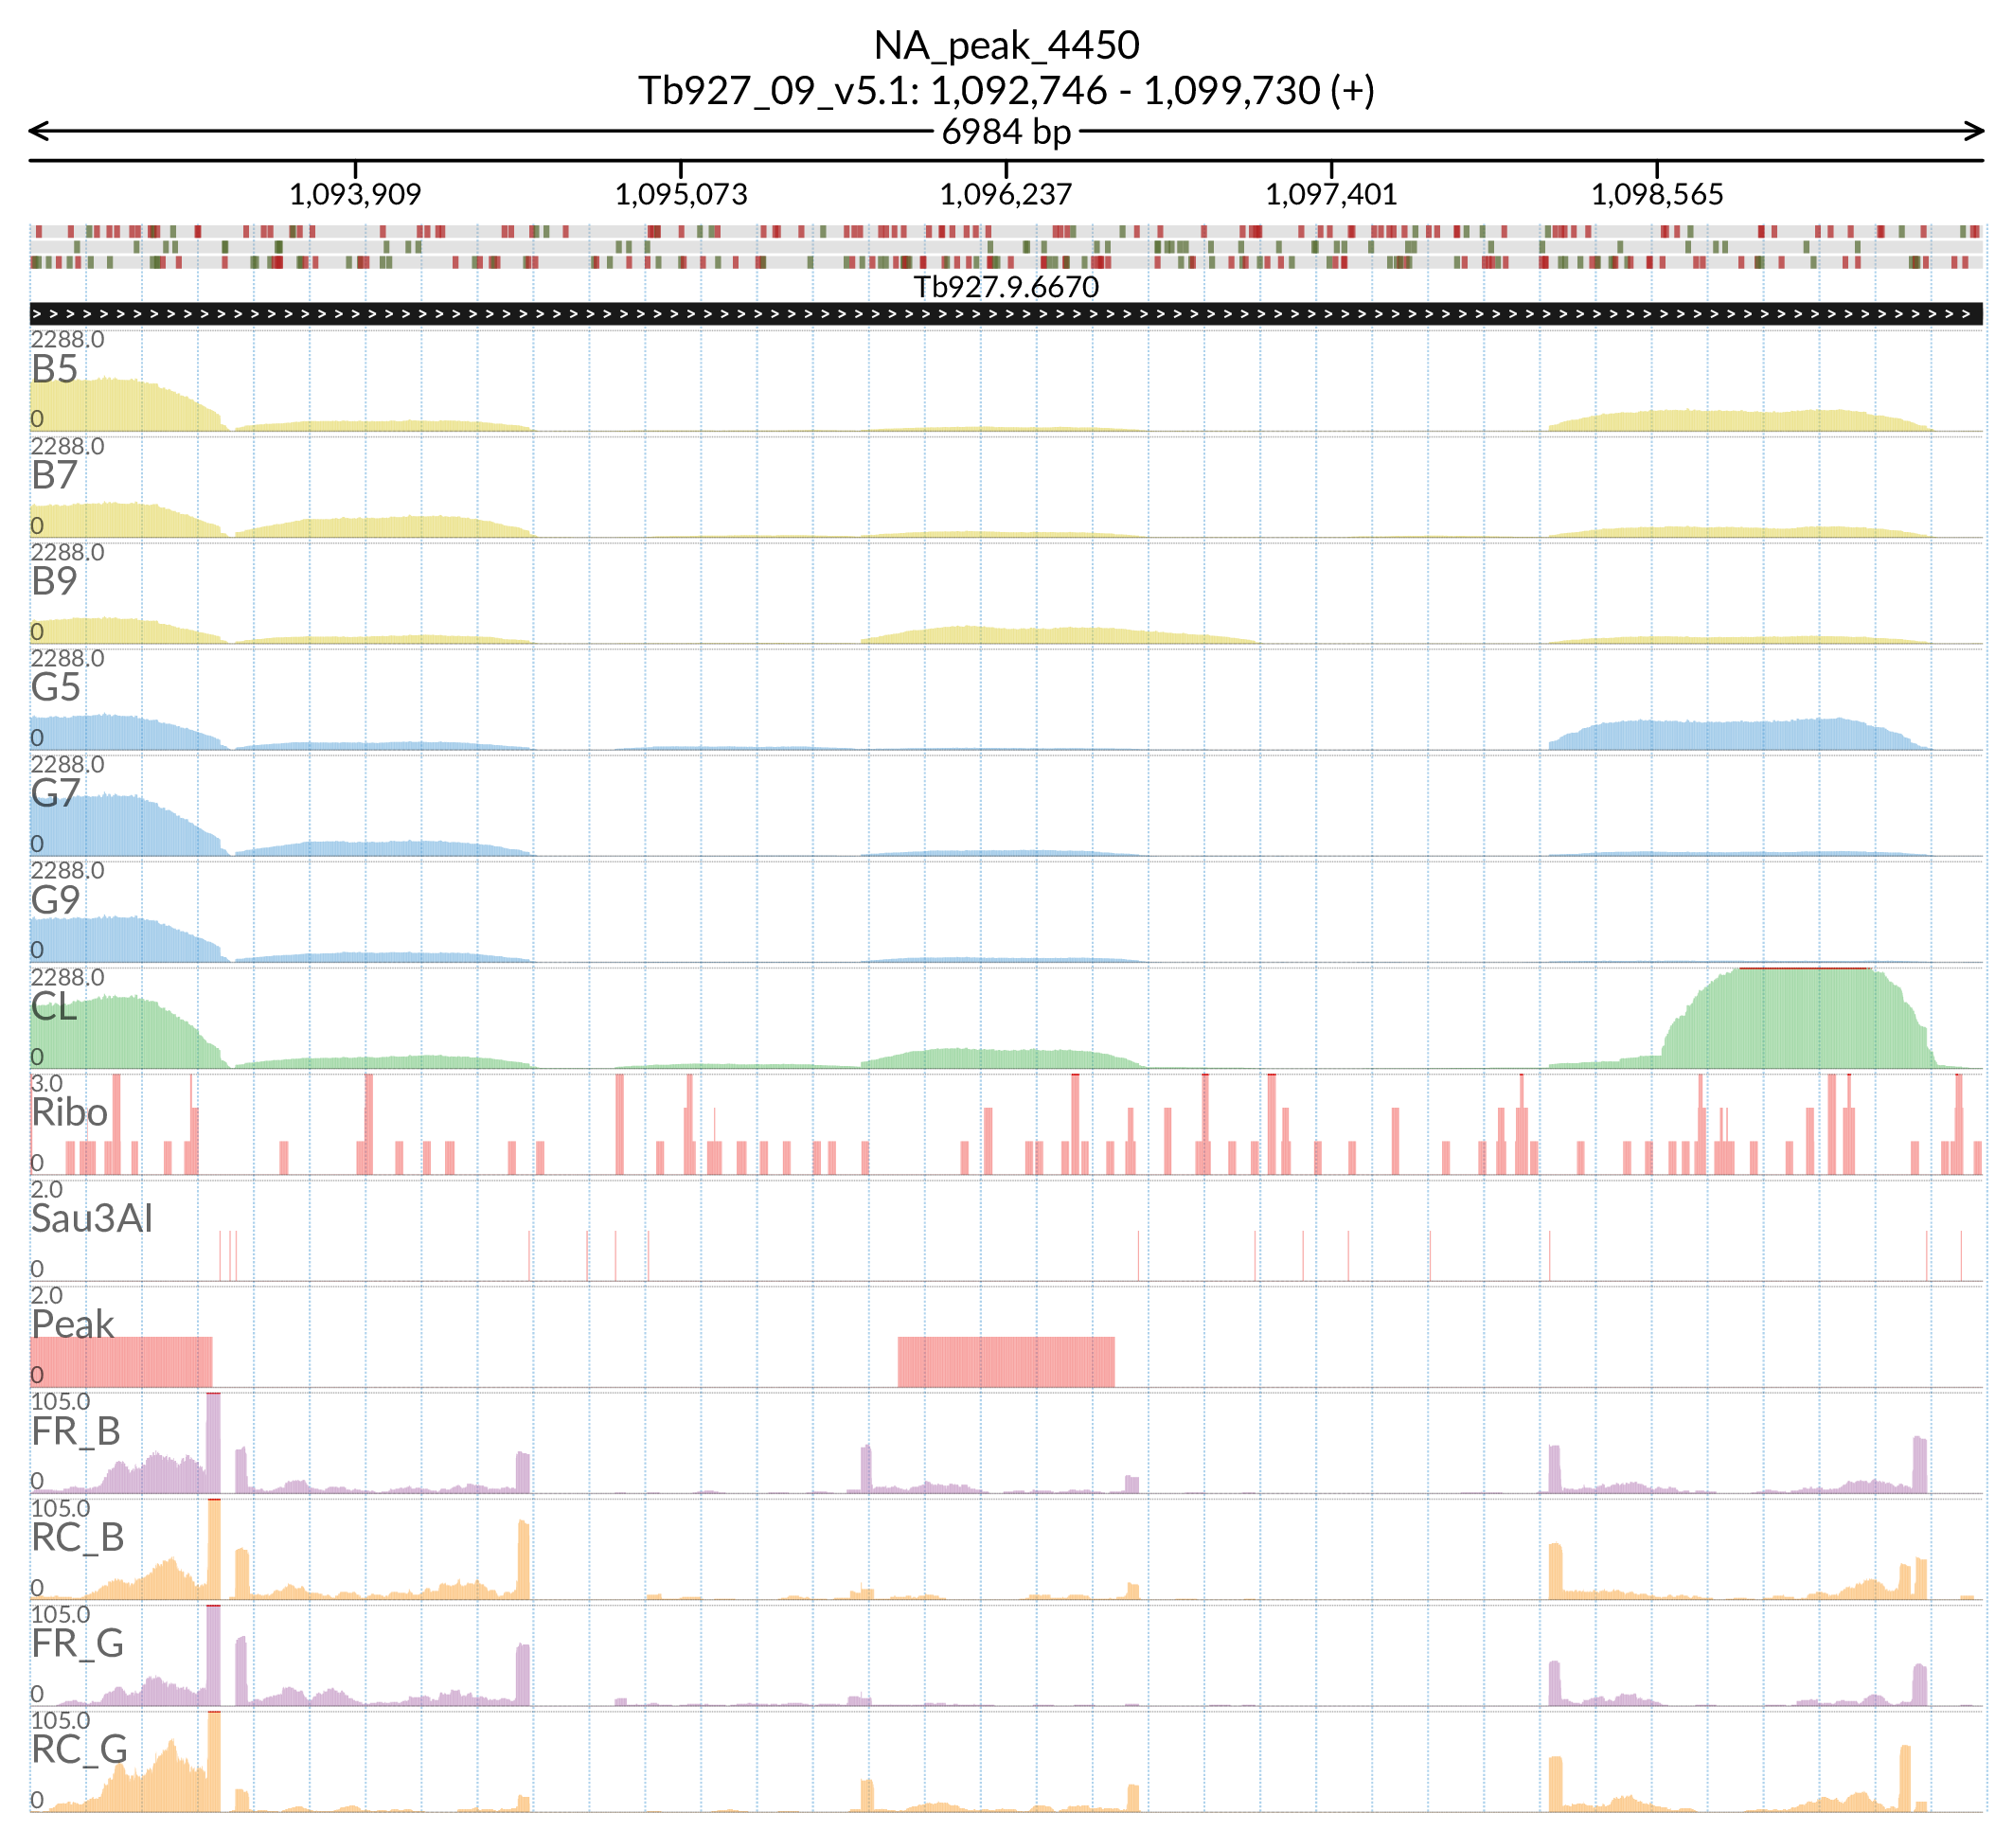 NA_peak_4450
Tb927_09_v5.1: 1,092,746 - 1,099,730 (+)
6984 bp
1,093,909 1,095,073 1,096,237 1,097,401 1,098,565
Tb927.9.6670
2288.0
B5
0
2288.0
B7
0
2288.0
B9
0
2288.0
G5
0
2288.0
G7
0
2288.0
G9
0
2288.0
CL
0
3.0
Ribo
0
2.0
Sau3AI
0
2.0
Peak
0
105.0
FR_B
0
105.0
RC_B
0
105.0
FR_G
0
105.0
RC_G
0